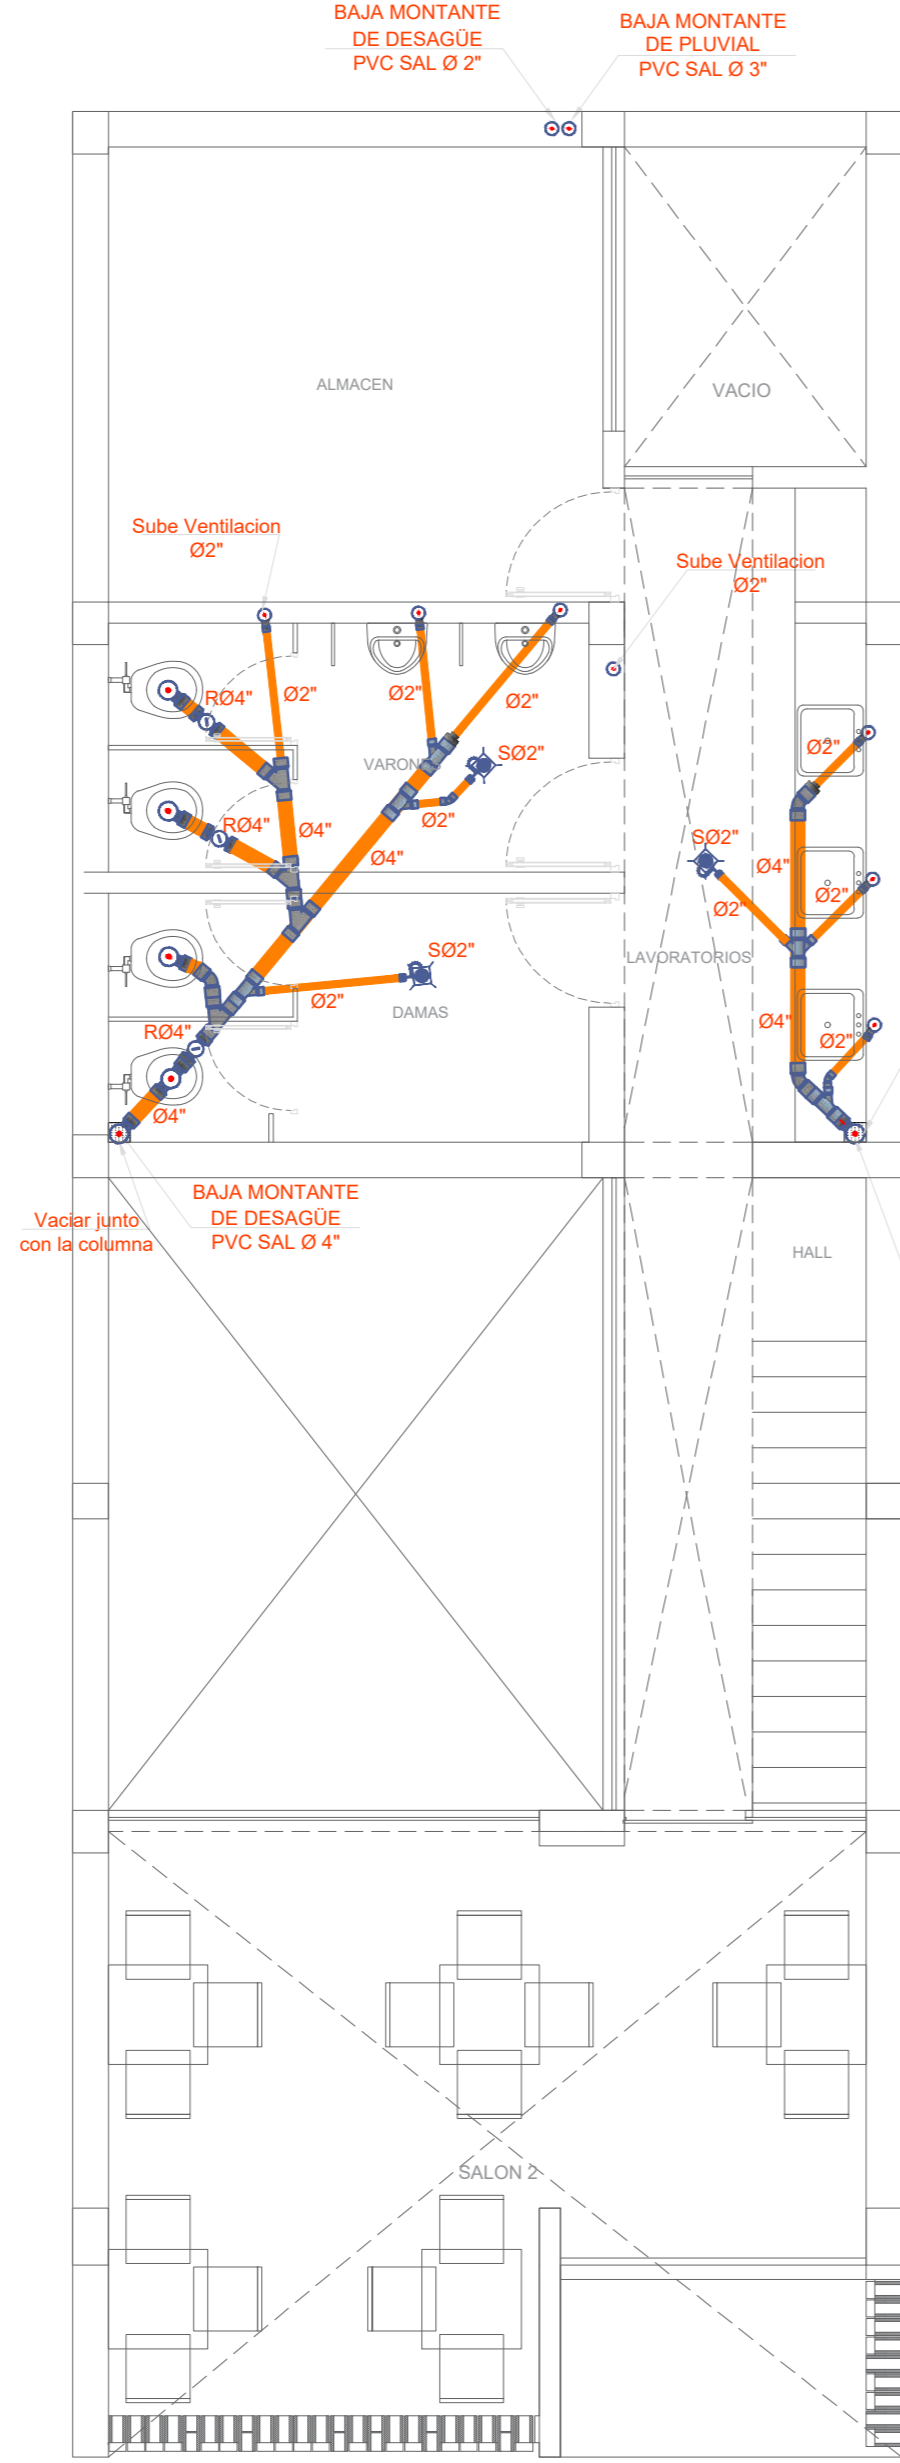 BAJA MONTANTE
DE DESAGÜE
PVC SAL Ø 2"
BAJA MONTANTE
DE PLUVIAL
PVC SAL Ø 3"
ALMACEN
VACIO
Sube Ventilacion
Ø2"
Sube Ventilacion
Ø2"
RØ4"
Ø2"
Ø2"
Ø2"
VARONES
SØ2"
Ø2"
RØ4"
Ø4"
Ø2"
Ø4"
SØ2"
Ø4"
Ø2"
Ø2"
SØ2"
LAVORATORIOS
Ø2"
DAMAS
RØ4"
Ø4"
Ø2"
Ø4"
BAJA MONTANTE
DE DESAGÜE
PVC SAL Ø 4"
Vaciar junto
con la columna
HALL
SALON 2